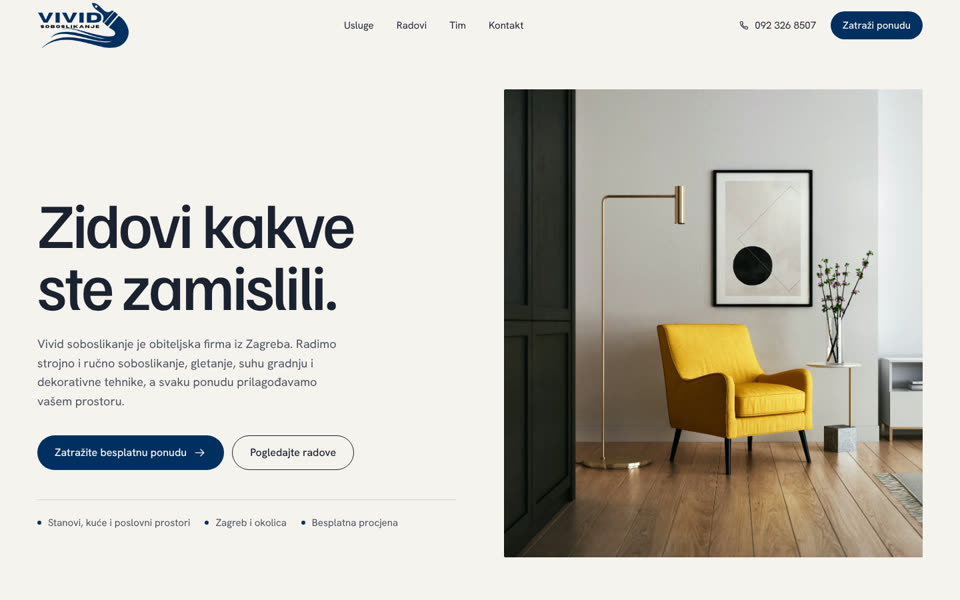 VIVID
SOBOSLIKANJE
Usluge
Radovi
Tim
Kontakt
092 326 8507
Zatraži ponudu
Zidovi kakve
ste zamislili.
Vivid soboslikanje je obiteljska firma iz Zagreba. Radimo
strojno i ručno soboslikanje, gletanje, suhu gradnju i
dekorativne tehnike, a svaku ponudu prilagođavamo
vašem prostoru.
Zatražite besplatnu ponudu
Pogledajte radove
Stanovi, kuće i poslovni prostori
Zagreb i okolica
Besplatna procjena